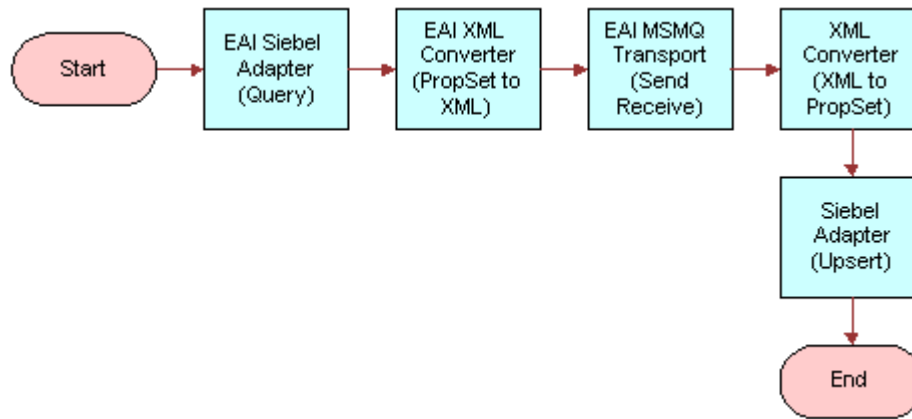 Start
EAI Siebel
Adapter
(Query)
EAI XML
Converter
(PropSet to
XML)
EAI MSMQ
Transport
(Send
Receive)
XML
Converter
(XML to
PropSet)
Siebel
Adapter
(Upsert)
End